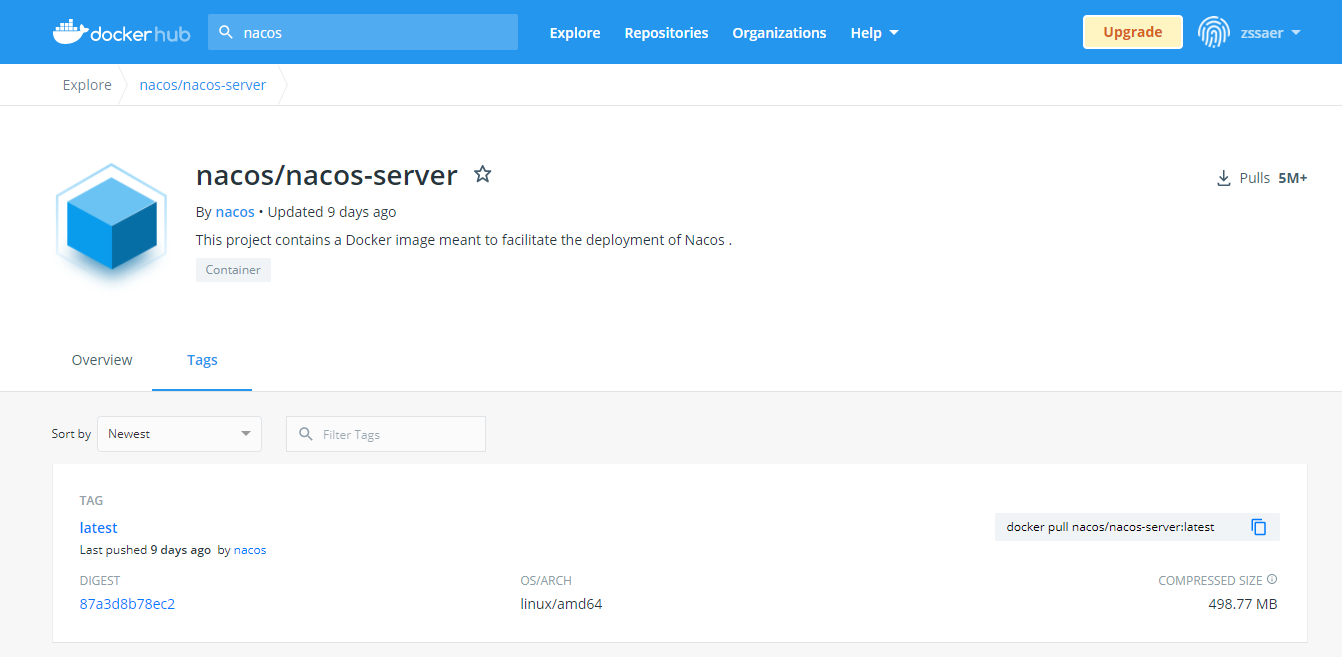 docker hub
nacos
Explore Repositories Organizations Help
Upgrade
zssaer
Explore nacos/nacos-server
nacos/nacos-server
Pulls 5M+
By nacos • Updated 9 days ago
This project contains a Docker image meant to facilitate the deployment of Nacos .
Container
Overview Tags
Sort by Newest Filter Tags
TAG
latest
docker pull nacos/nacos-server:latest
Last pushed 9 days ago by nacos
DIGEST OS/ARCH COMPRESSED SIZE
87a3d8b78ec2 linux/amd64 498.77 MB